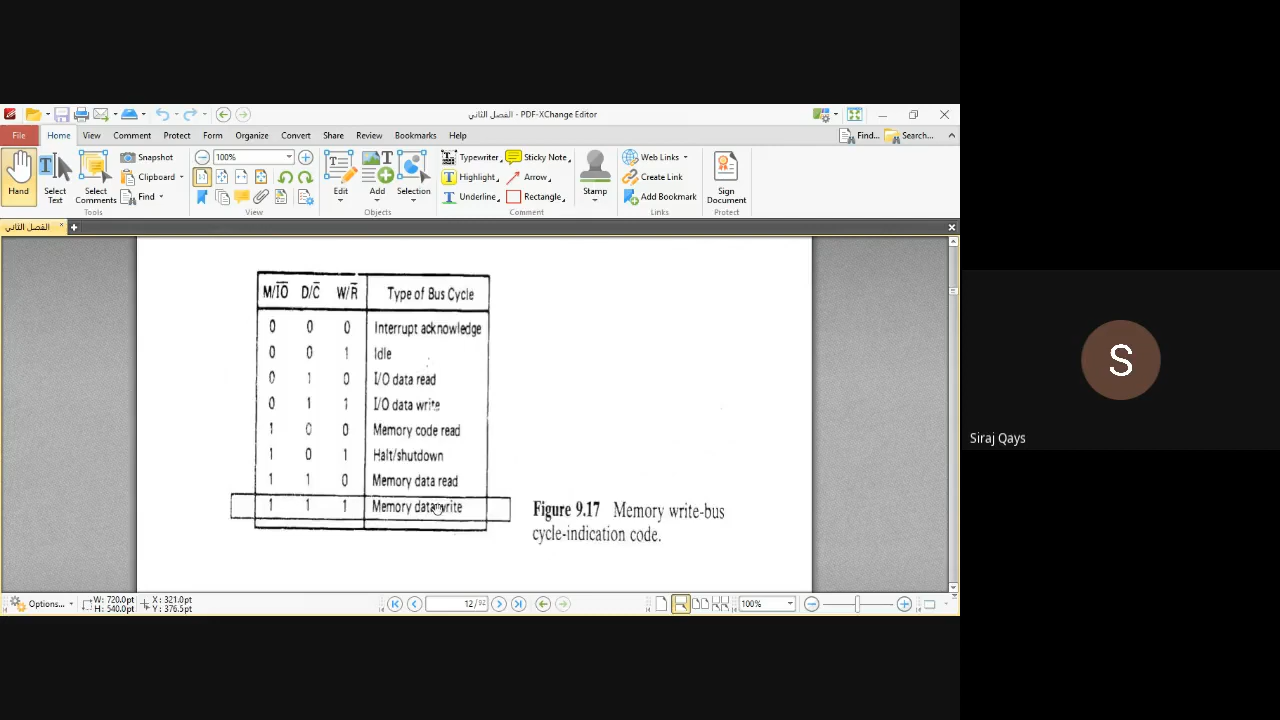 الفصل الثاني - PDF-XChange Editor
File Home View Comment Protect Form Organize Convert Share Review Bookmarks Help Find... Search...
Snapshot 100% Typewriter Sticky Note Web Links
Hand Select Text Select Comments Clipboard Edit Add Selection Highlight Arrow Stamp Create Link Sign Document
Find Underline Rectangle Add Bookmark
Tools View Objects Comment Links Protect
الفصل الثاني
M/IO D/C W/R Type of Bus Cycle
0 0 0 Interrupt acknowledge
0 0 1 Idle
0 1 0 I/O data read
0 1 1 I/O data write
1 0 0 Memory code read
1 0 1 Halt/shutdown
1 1 0 Memory data read
1 1 1 Memory data write
Figure 9.17 Memory write-bus
cycle-indication code.
S
Siraj Qays
Options... W: 720.0pt X: 321.0pt 12/92 100%
H: 540.0pt Y: 376.5pt